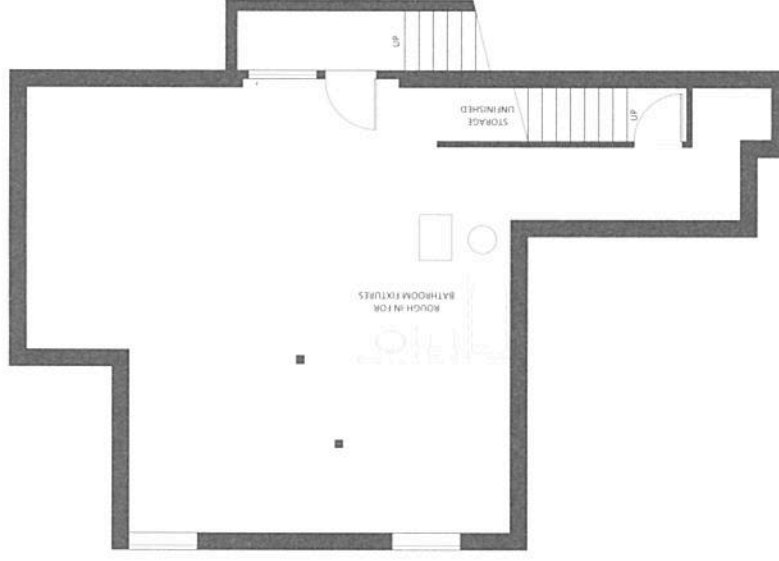 ROUGH IN FOR
BATHROOM FIXTURES
UP
STORAGE
UNFINISHED
UP